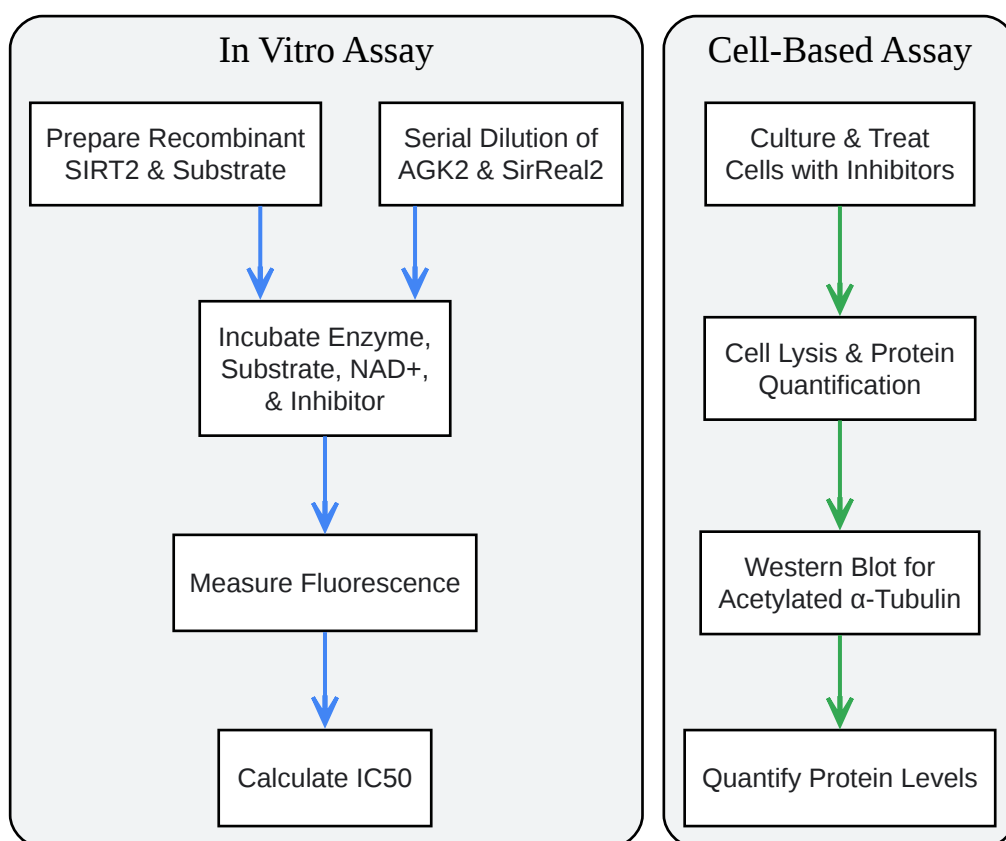 In Vitro Assay
Prepare Recombinant
SIRT2 & Substrate
Serial Dilution of
AGK2 & SirReal2
Incubate Enzyme,
Substrate, NAD+,
& Inhibitor
Measure Fluorescence
Calculate IC50
Cell-Based Assay
Culture & Treat
Cells with Inhibitors
Cell Lysis & Protein
Quantification
Western Blot for
Acetylated α-Tubulin
Quantify Protein Levels